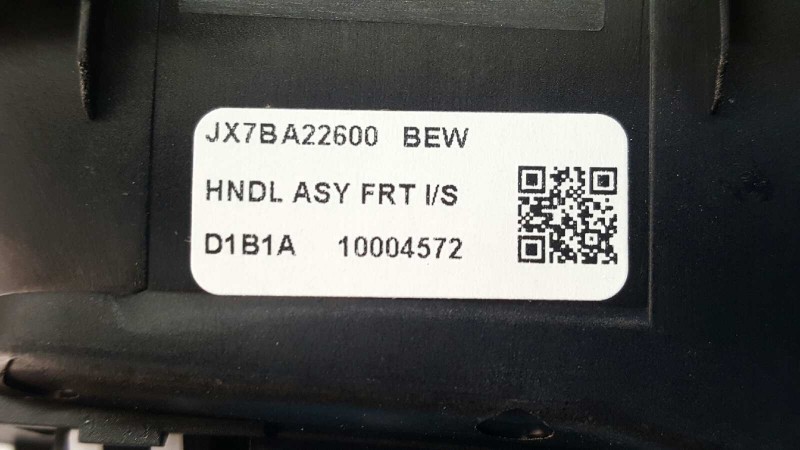 JX7BA22600 BEW
HNDL ASY FRT I/S
D1B1A 10004572